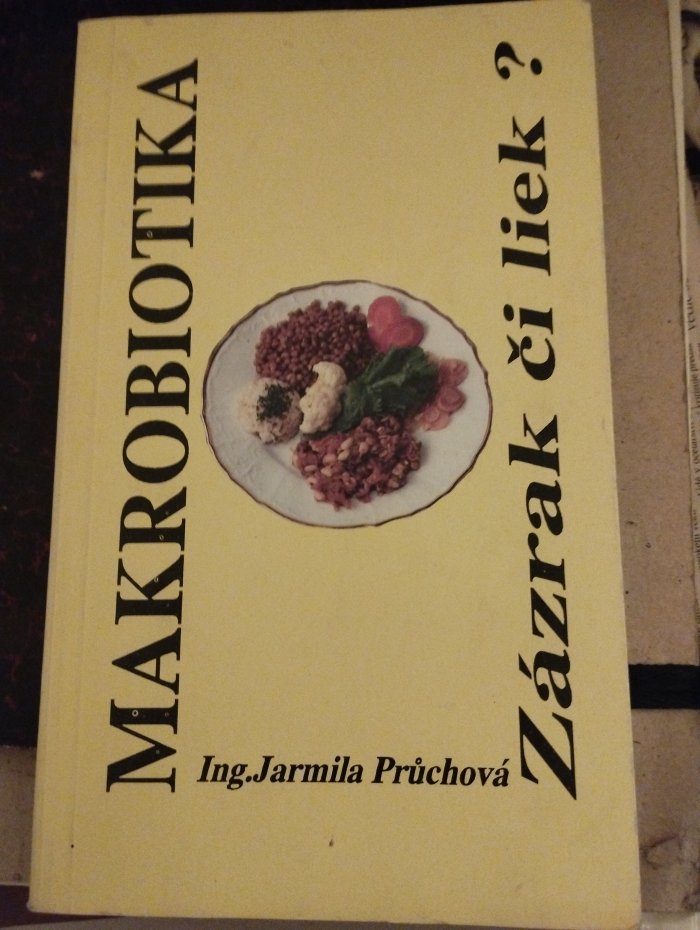 MAKROBIOTIKA
Zázrak či liek ?
Ing.Jarmila Průchová